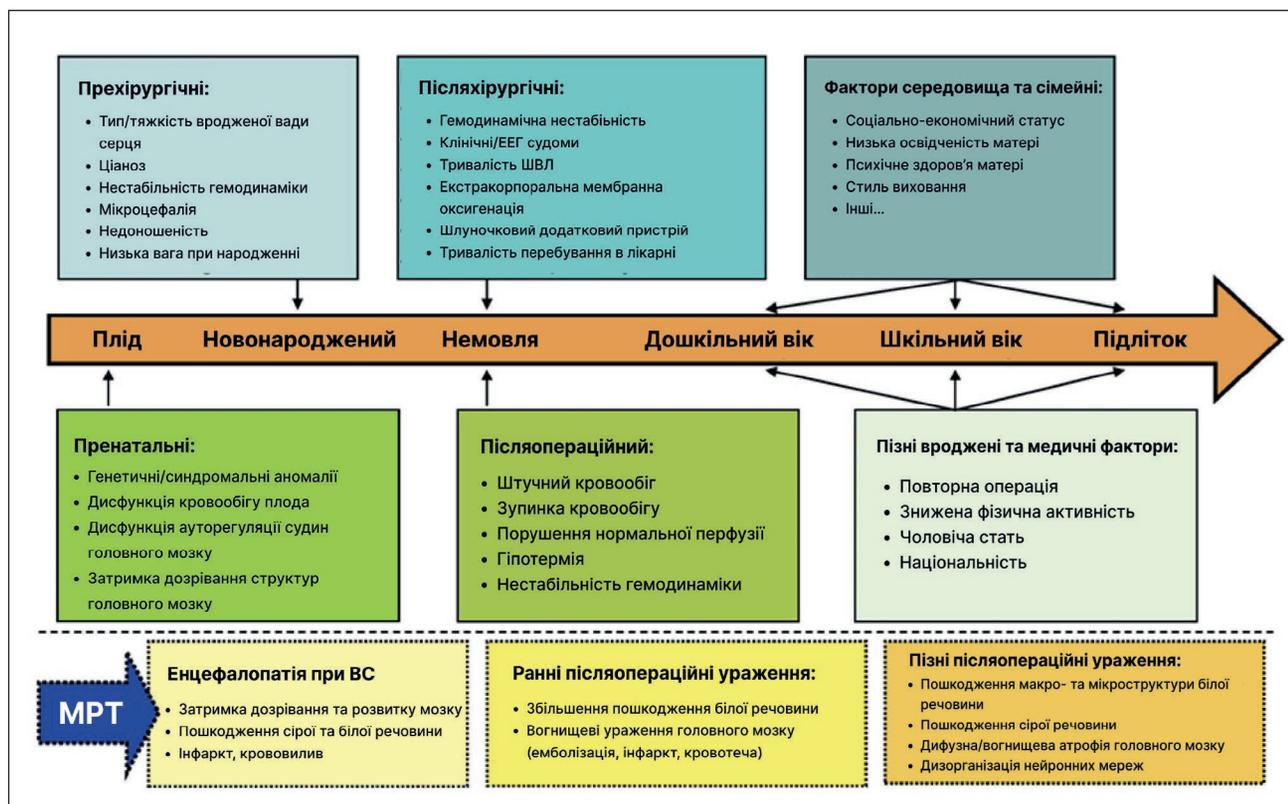 Прехірургічні:
• Тип/тяжкість вродженої вади
серця
• Ціаноз
• Нестабільність гемодинаміки
• Мікроцефалія
• Недоношеність
• Низька вага при народженні
Післяхірургічні:
• Гемодинамічна нестабіьність
• Клінічні/ЕЕГ судоми
• Тривалість ШВЛ
• Екстракорпоральна мембранна
оксигенація
• Шлуночковий додатковий пристрій
• Тривалість перебування в лікарні
Фактори середовища та сімейні:
• Соціально-економічний статус
• Низька освідченість матері
• Психічне здоров'я матері
• Стиль виховання
• Інші...
Плід Новонароджений Немовля Дошкільний вік Шкільний вік Підліток
Пренатальні:
• Генетичні/синдромальні аномалії
• Дисфункція кровообігу плода
• Дисфункція ауторегуляції судин
головного мозку
• Затримка дозрівання структур
головного мозку
Післяопераційний:
• Штучний кровообіг
• Зупинка кровообігу
• Порушення нормальної перфузії
• Гіпотермія
• Нестабільність гемодинаміки
Пізні вроджені та медичні фактори:
• Повторна операція
• Знижена фізична активність
• Чоловіча стать
• Національність
МРТ
Енцефалопатія при ВС
• Затримка дозрівання та розвитку мозку
• Пошкодження сірої та білої речовини
• Інфаркт, крововилив
Ранні післяопераційні ураження:
• Збільшення пошкодження білої речовини
• Вогнищеві ураження головного мозку
(емболізація, інфаркт, кровотеча)
Пізні післяопераційні ураження:
• Пошкодження макро- та мікроструктури білої
речовини
• Пошкодження сірої речовини
• Дифузна/вогнищева атрофія головного мозку
• Дизорганізація нейронних мереж